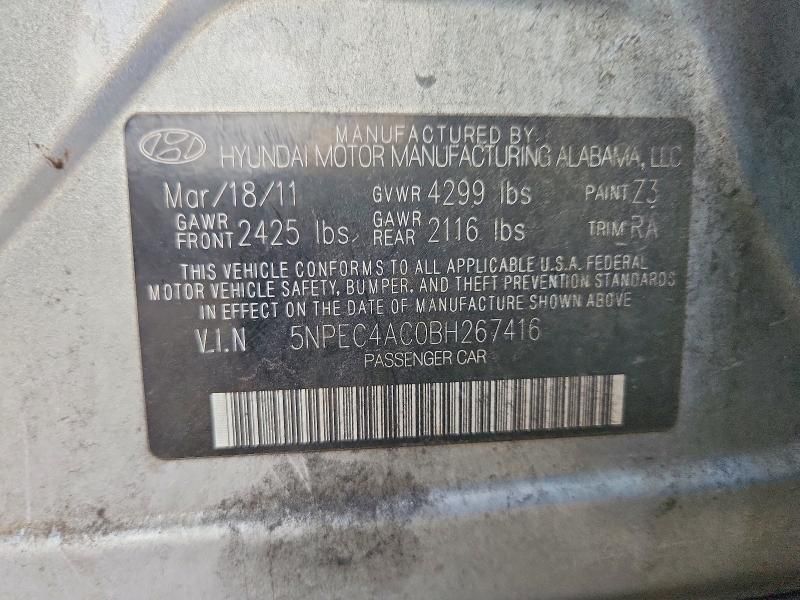 MANUFACTURED BY:
HYUNDAI MOTOR MANUFACTURING ALABAMA, LLC
Mar/18/11 GVWR 4299 lbs PAINT Z3
GAWR FRONT 2425 lbs GAWR REAR 2116 lbs TRIM RA
THIS VEHICLE CONFORMS TO ALL APPLICABLE U.S.A. FEDERAL
MOTOR VEHICLE SAFETY, BUMPER, AND THEFT PREVENTION STANDARDS
IN EFFECT ON THE DATE OF MANUFACTURE SHOWN ABOVE
V.I.N 5NPEC4AC0BH267416
PASSENGER CAR